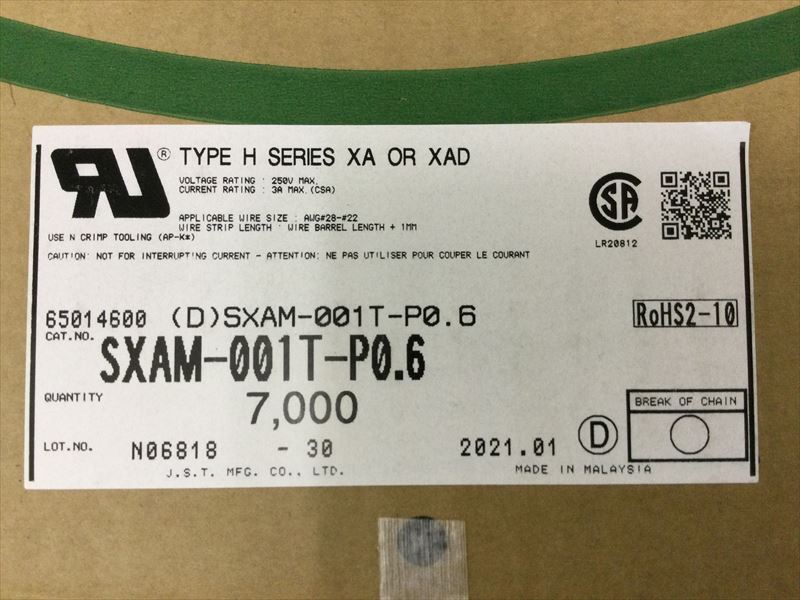 RU ® TYPE H SERIES XA OR XAD
VOLTAGE RATING : 250V MAX.
CURRENT RATING : 3A MAX.(CSA)
APPLICABLE WIRE SIZE : AWG#28-#22
WIRE STRIP LENGTH : WIRE BARREL LENGTH + 1MM
USE N CRIMP TOOLING (AP-K*)
CAUTION: NOT FOR INTERRUPTING CURRENT - ATTENTION: NE PAS UTILISER POUR COUPER LE COURANT
SA
LR20812
65014600 (D)SXAM-001T-P0.6
RoHS2-10
CAT.NO.
SXAM-001T-P0.6
QUANTITY 7,000
BREAK OF CHAIN
LOT.NO. N06818 - 30 2021.01 D
J.S.T. MFG. CO., LTD. MADE IN MALAYSIA